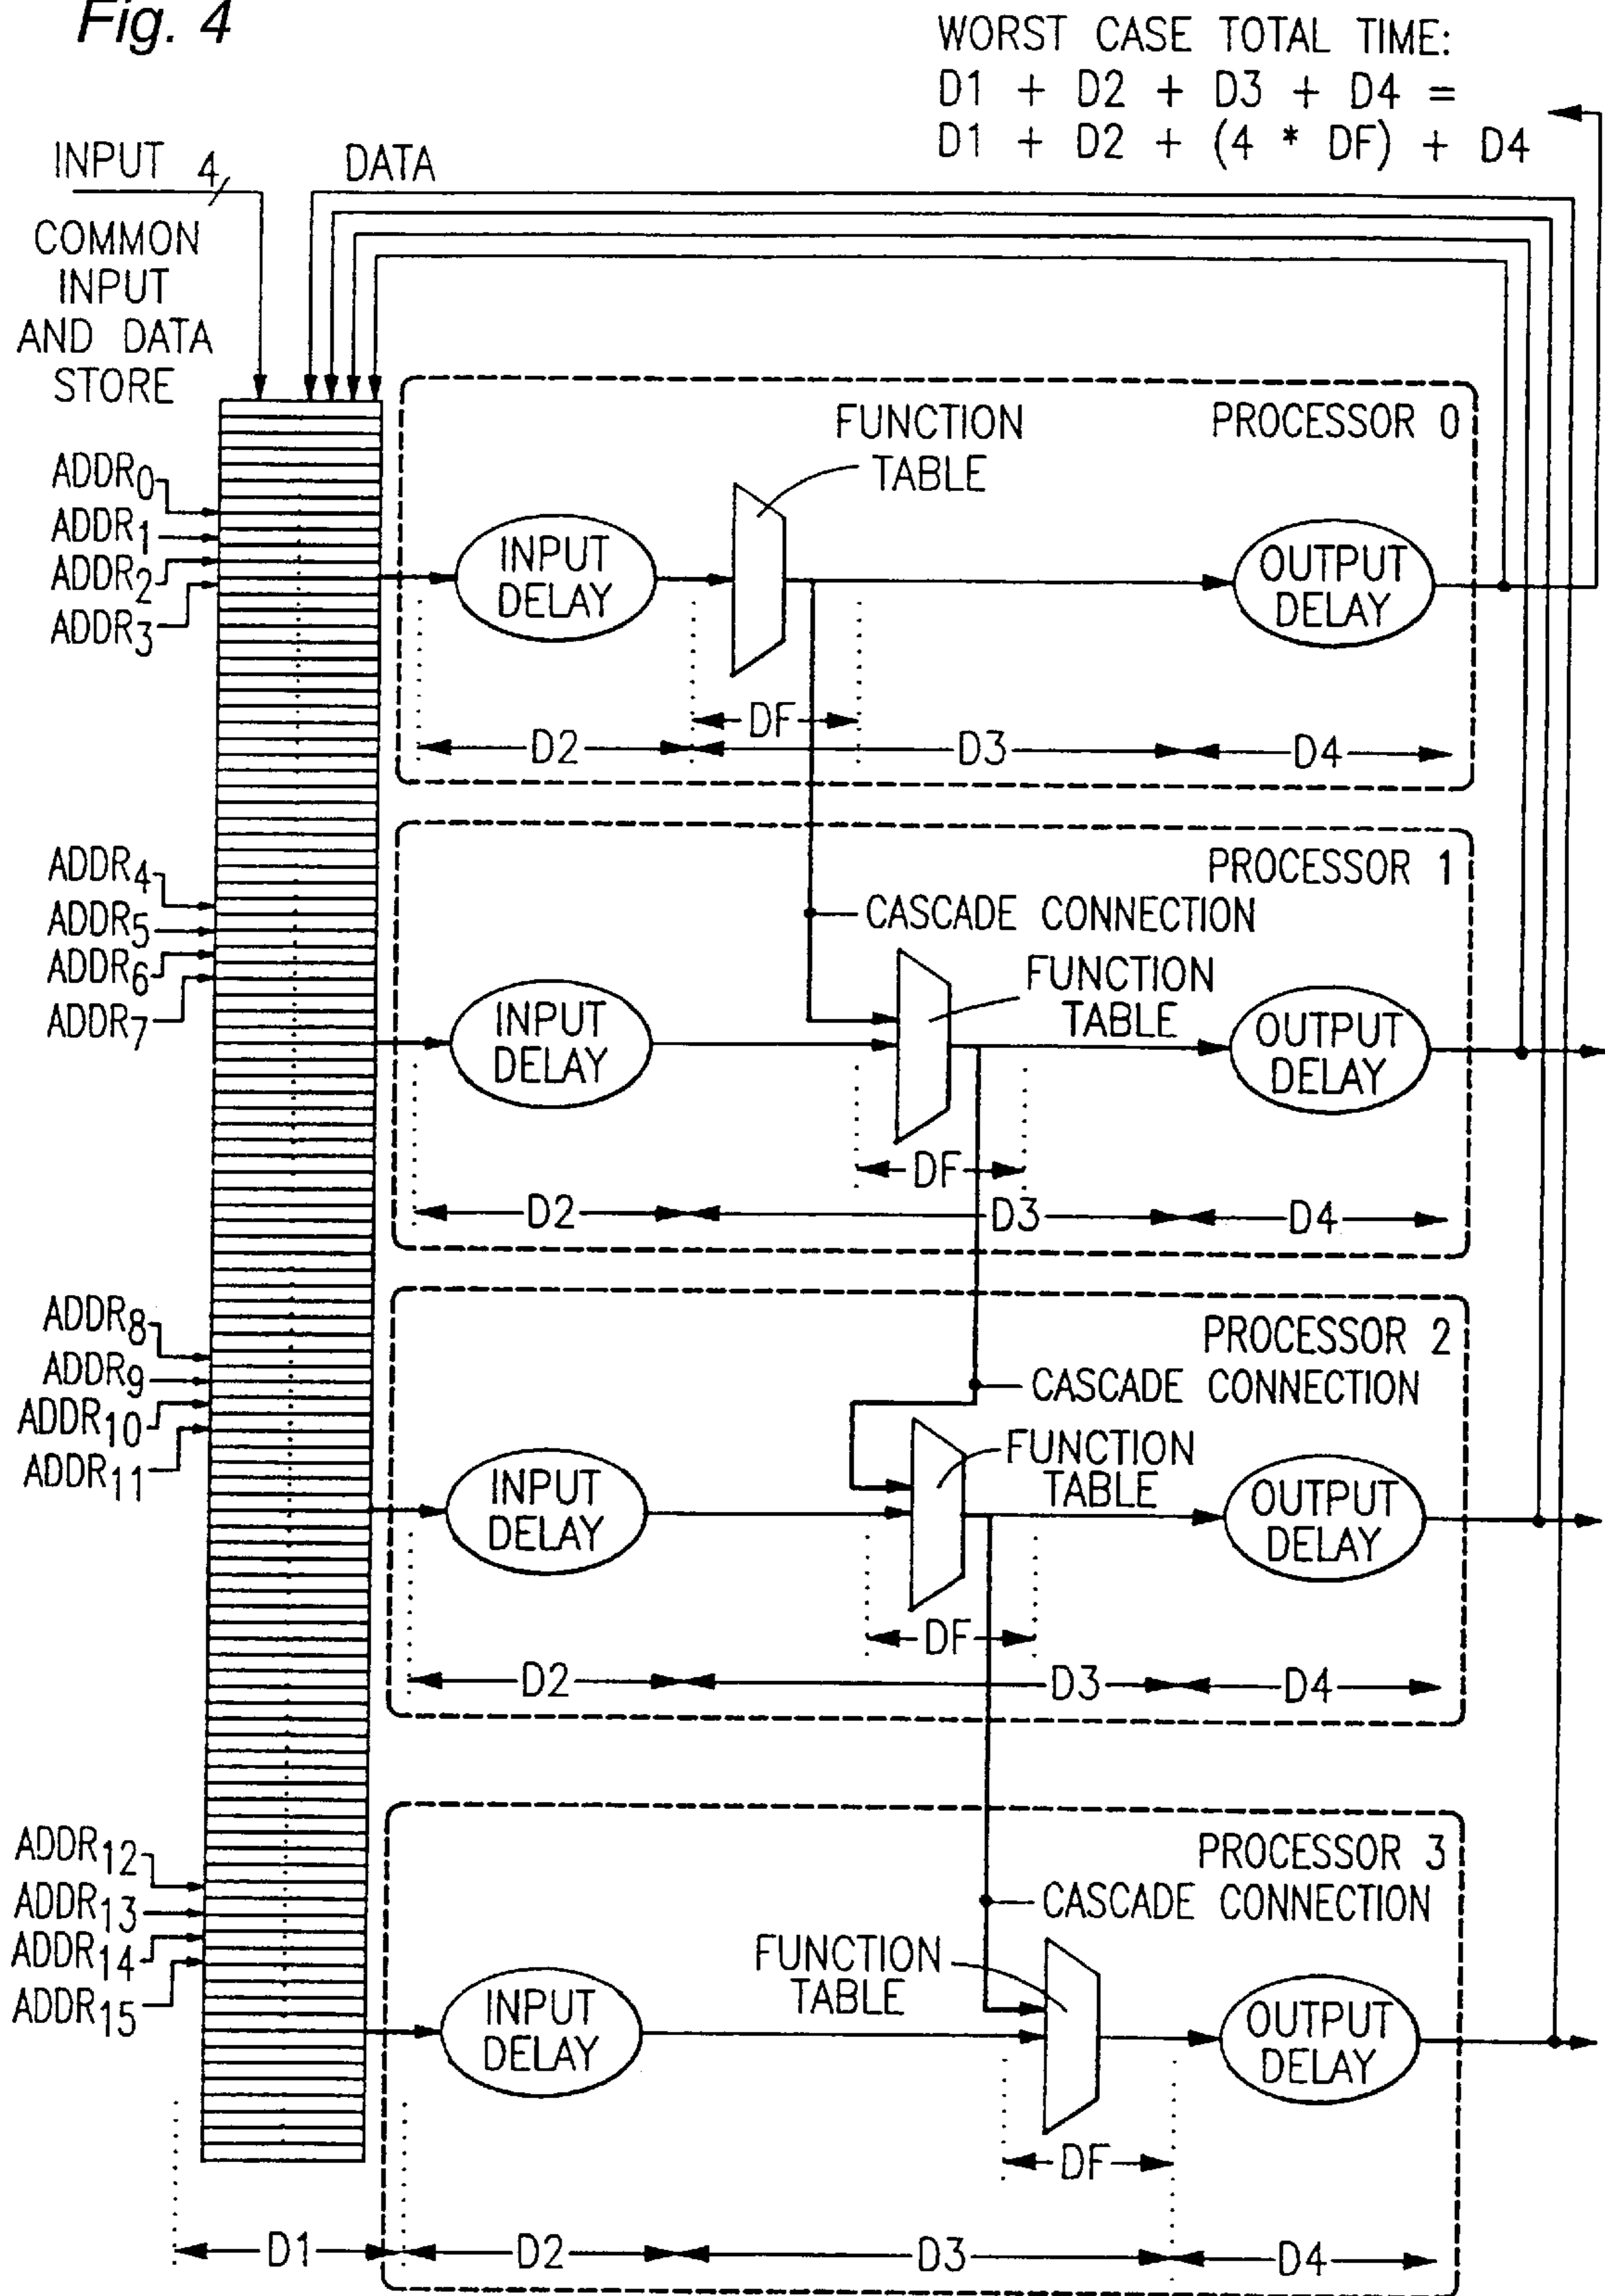 Fig. 4
WORST CASE TOTAL TIME:
D1 + D2 + D3 + D4 =
D1 + D2 + (4 * DF) + D4
INPUT 4
DATA
COMMON
INPUT
AND DATA
STORE
ADDR0
ADDR1
ADDR2
ADDR3
FUNCTION
TABLE
PROCESSOR 0
INPUT
DELAY
OUTPUT
DELAY
DF
D2
D3
D4
PROCESSOR 1
ADDR4
ADDR5
ADDR6
ADDR7
CASCADE CONNECTION
FUNCTION
TABLE
INPUT
DELAY
OUTPUT
DELAY
DF
D2
D3
D4
PROCESSOR 2
ADDR8
ADDR9
ADDR10
ADDR11
CASCADE CONNECTION
FUNCTION
TABLE
INPUT
DELAY
OUTPUT
DELAY
DF
D2
D3
D4
PROCESSOR 3
ADDR12
ADDR13
ADDR14
ADDR15
CASCADE CONNECTION
FUNCTION
TABLE
INPUT
DELAY
OUTPUT
DELAY
DF
D1
D2
D3
D4